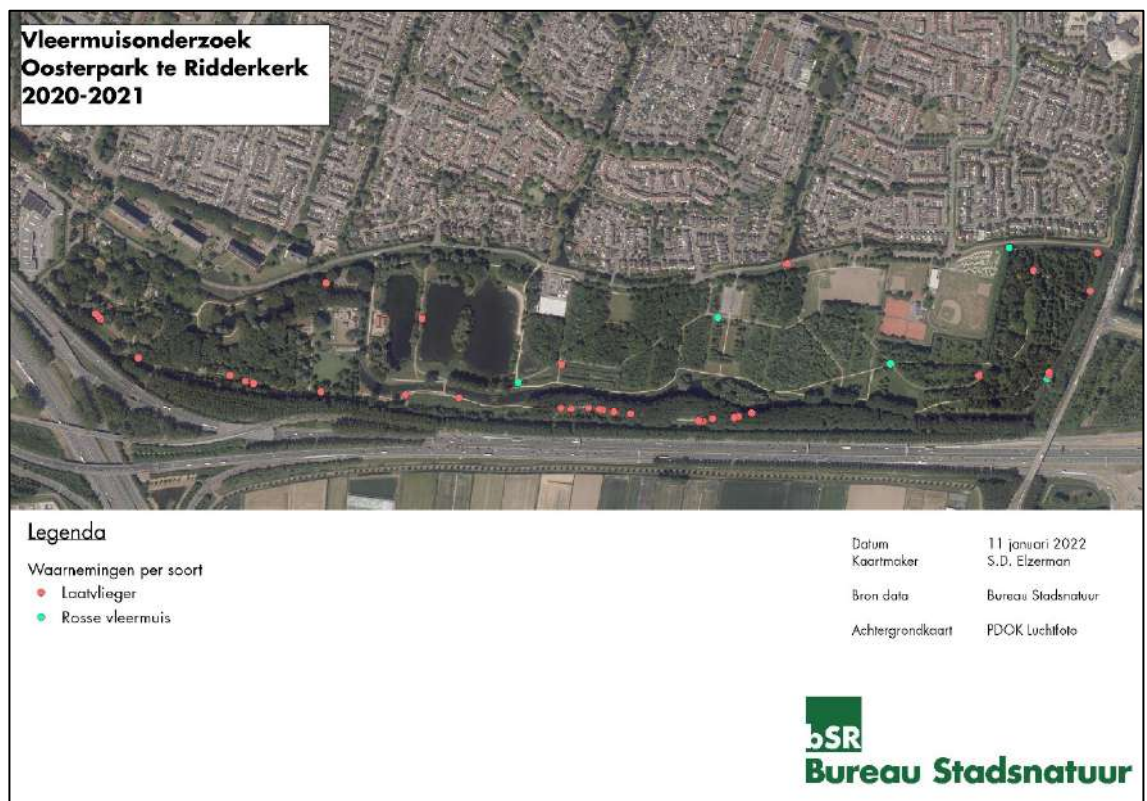 Vleermuisonderzoek
Oosterpark te Ridderkerk
2020-2021
Legenda
Waarnemingen per soort
Laatvlieger
Rosse vleermuis
Datum 11 januari 2022
Kaartmaker S.D. Elzerman
Bron data Bureau Stadsnatuur
Achtergrondkaart PDOK Luchtfoto
bSR
Bureau Stadsnatuur